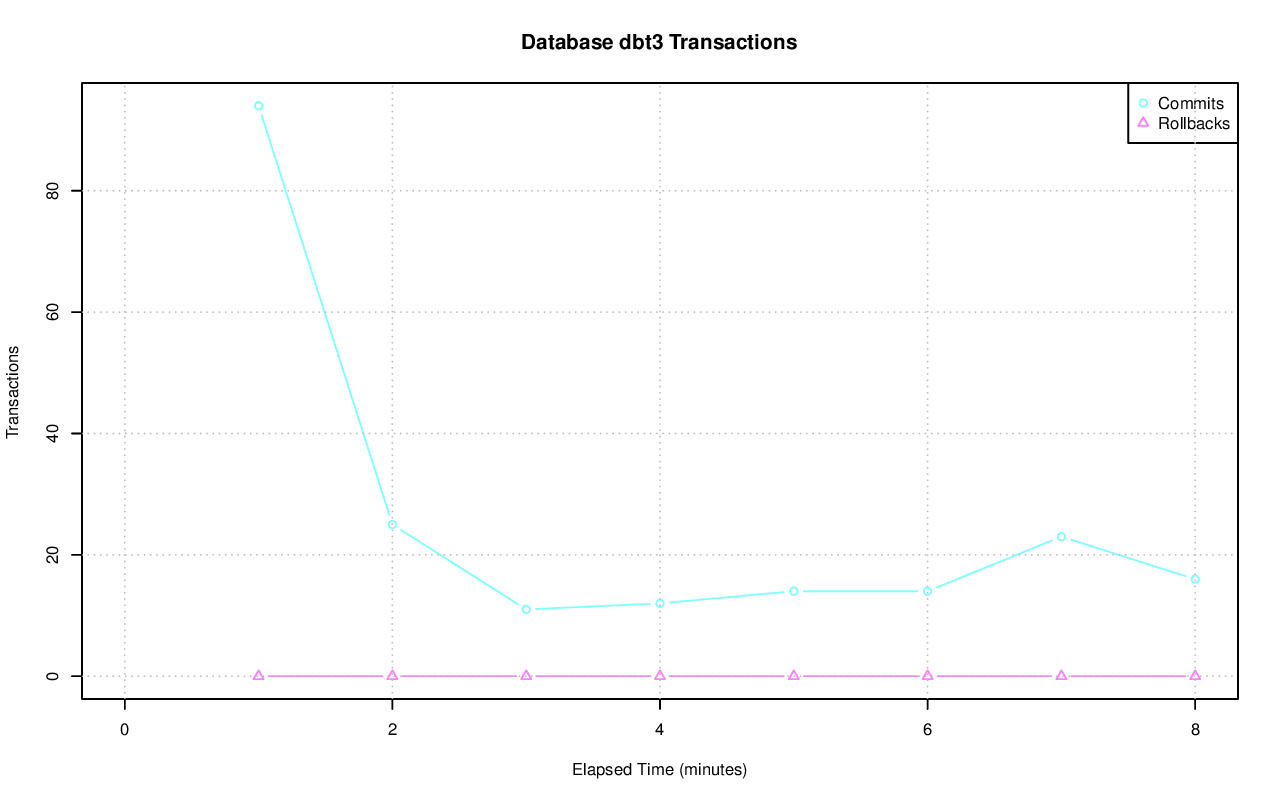 Database dbt3 Transactions
Commits
Rollbacks
80
60
40
20
0
Transactions
0 2 4 6 8
Elapsed Time (minutes)